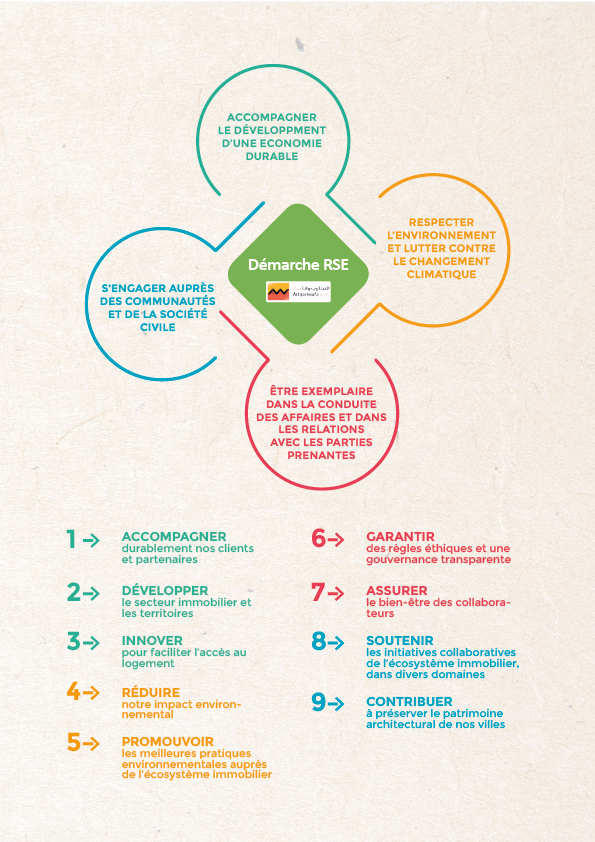 ACCOMPAGNER
LE DÉVELOPPMENT
D'UNE ECONOMIE
DURABLE
RESPECTER
L'ENVIRONNEMENT
ET LUTTER CONTRE
LE CHANGEMENT
CLIMATIQUE
Démarche RSE
S'ENGAGER AUPRÈS
DES COMMUNAUTÉS
ET DE LA SOCIÉTÉ
CIVILE
ÊTRE EXEMPLAIRE
DANS LA CONDUITE
DES AFFAIRES ET DANS
LES RELATIONS
AVEC LES PARTIES
PRENANTES
1 ACCOMPAGNER
durablement nos clients
et partenaires
2 DÉVELOPPER
le secteur immobilier et
les territoires
3 INNOVER
pour faciliter l'accès au
logement
4 RÉDUIRE
notre impact environ-
nemental
5 PROMOUVOIR
les meilleures pratiques
environnementales auprès
de l'écosystème immobilier
6 GARANTIR
des règles éthiques et une
gouvernance transparente
7 ASSURER
le bien-être des collabora-
teurs
8 SOUTENIR
les initiatives collaboratives
de l'écosystème immobilier,
dans divers domaines
9 CONTRIBUER
à préserver le patrimoine
architectural de nos villes